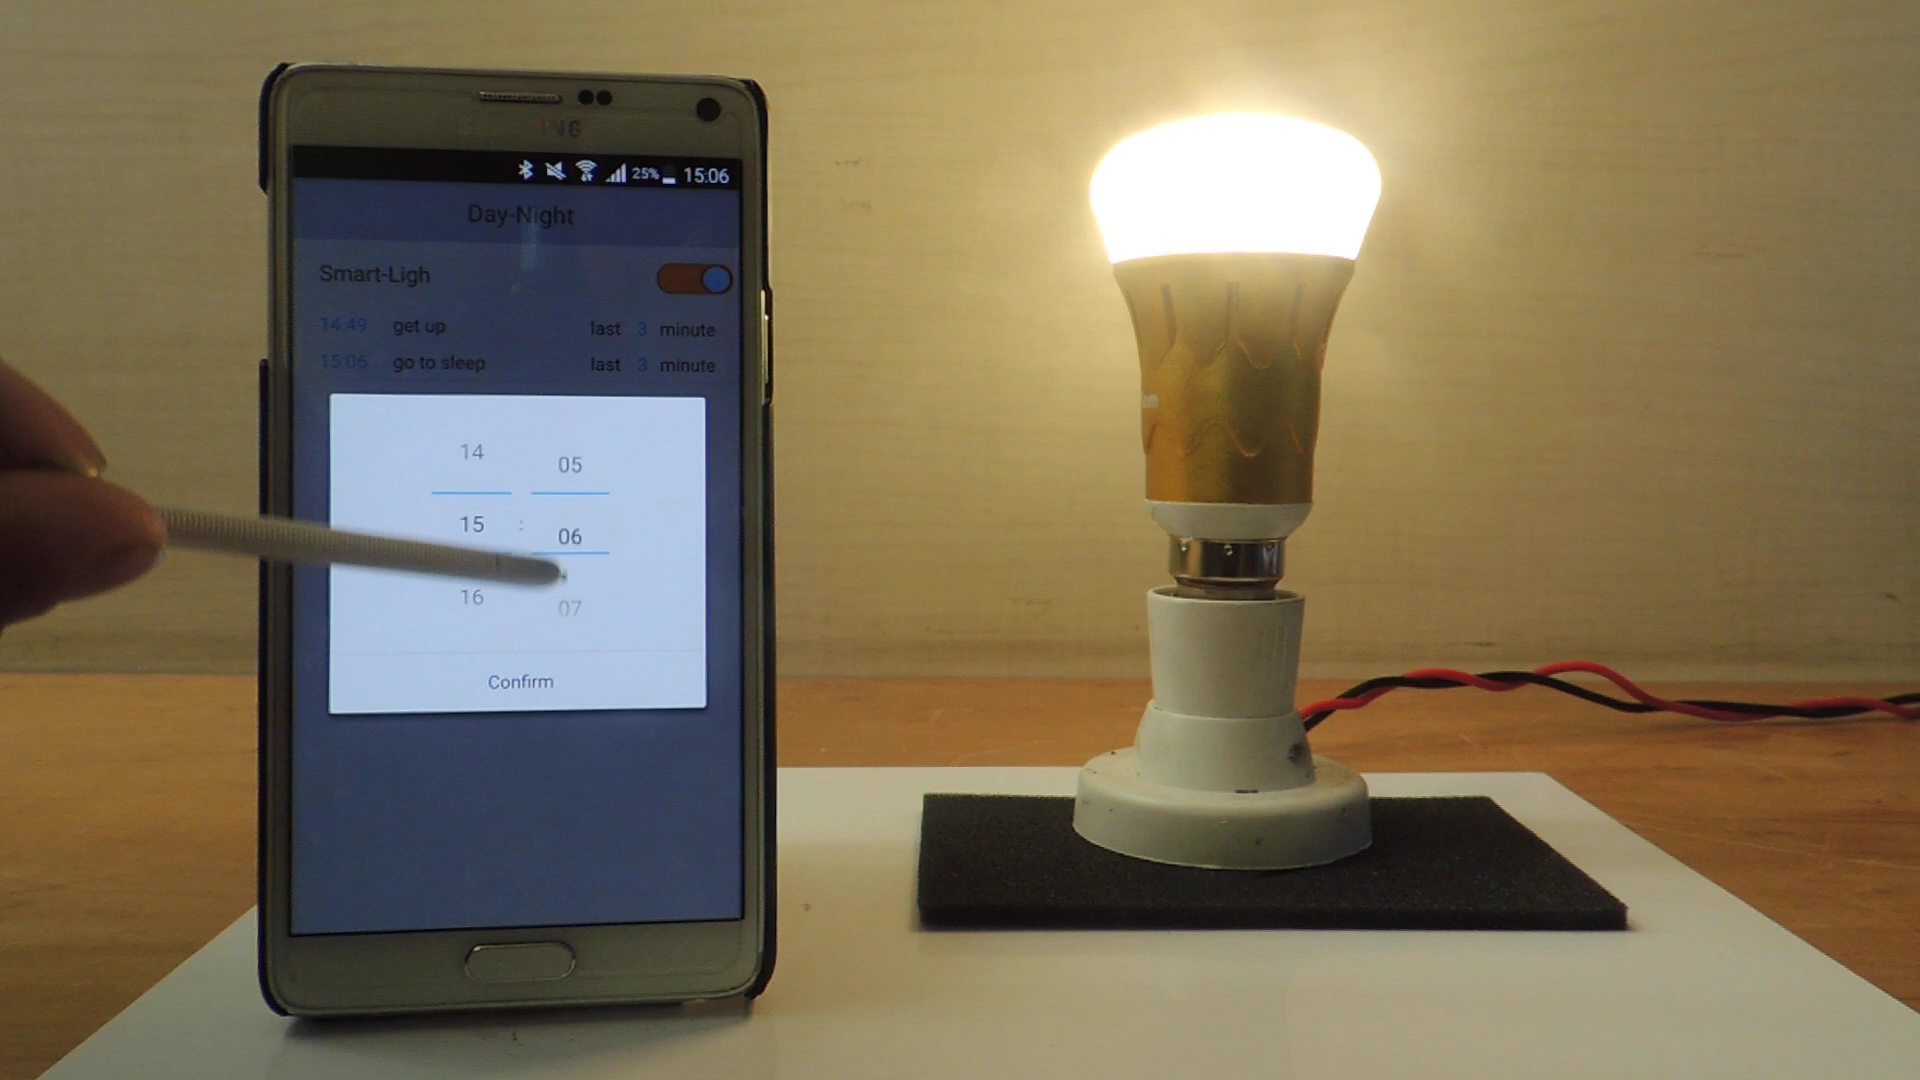 NG
25% 15:06
Day-Night
Smart-Ligh
14:49 get up last 3 minute
15:06 go to sleep last 3 minute
14 05
15 : 06
16 07
Confirm